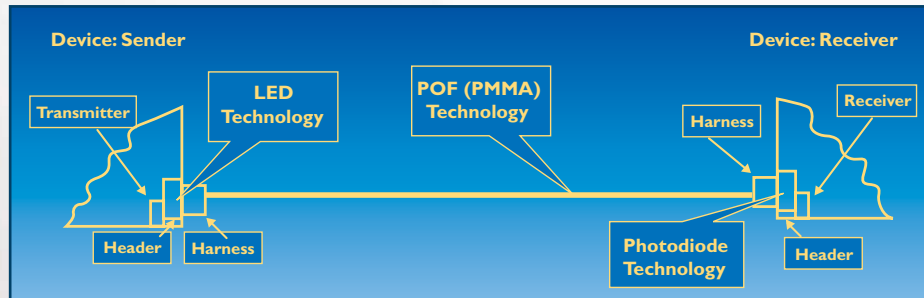 Device: Sender
Device: Receiver
LED
Technology
POF (PMMA)
Technology
Transmitter
Harness
Receiver
Header
Harness
Photodiode
Technology
Header